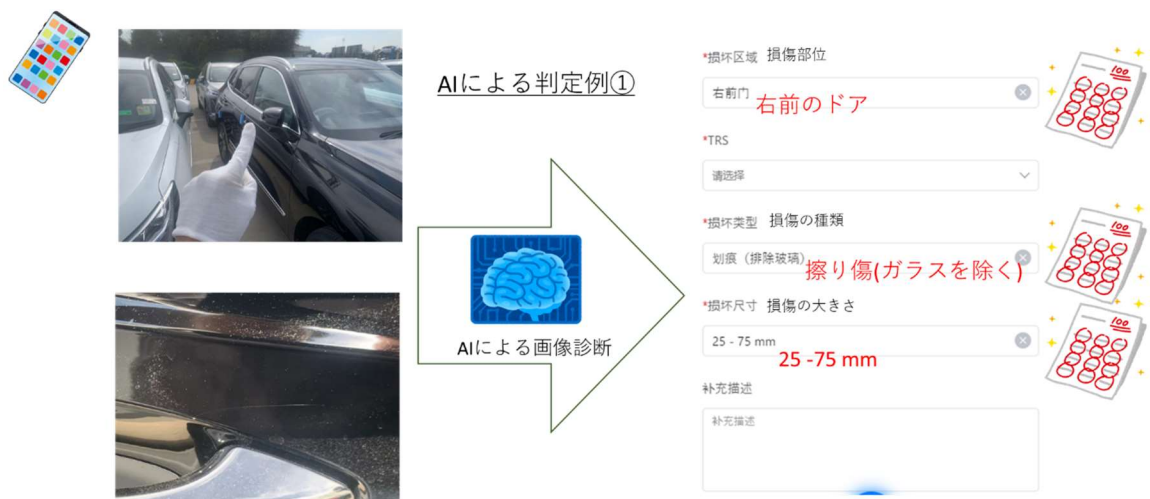 AIによる判定例①
AIによる画像診断
*损坏区域 損傷部位
右前门
右前のドア
*TRS
请选择
*损坏类型 損傷の種類
划痕（排除玻璃）
擦り傷(ガラスを除く)
*损坏尺寸 損傷の大きさ
25 - 75 mm
25 -75 mm
补充描述
补充描述
100
100
100